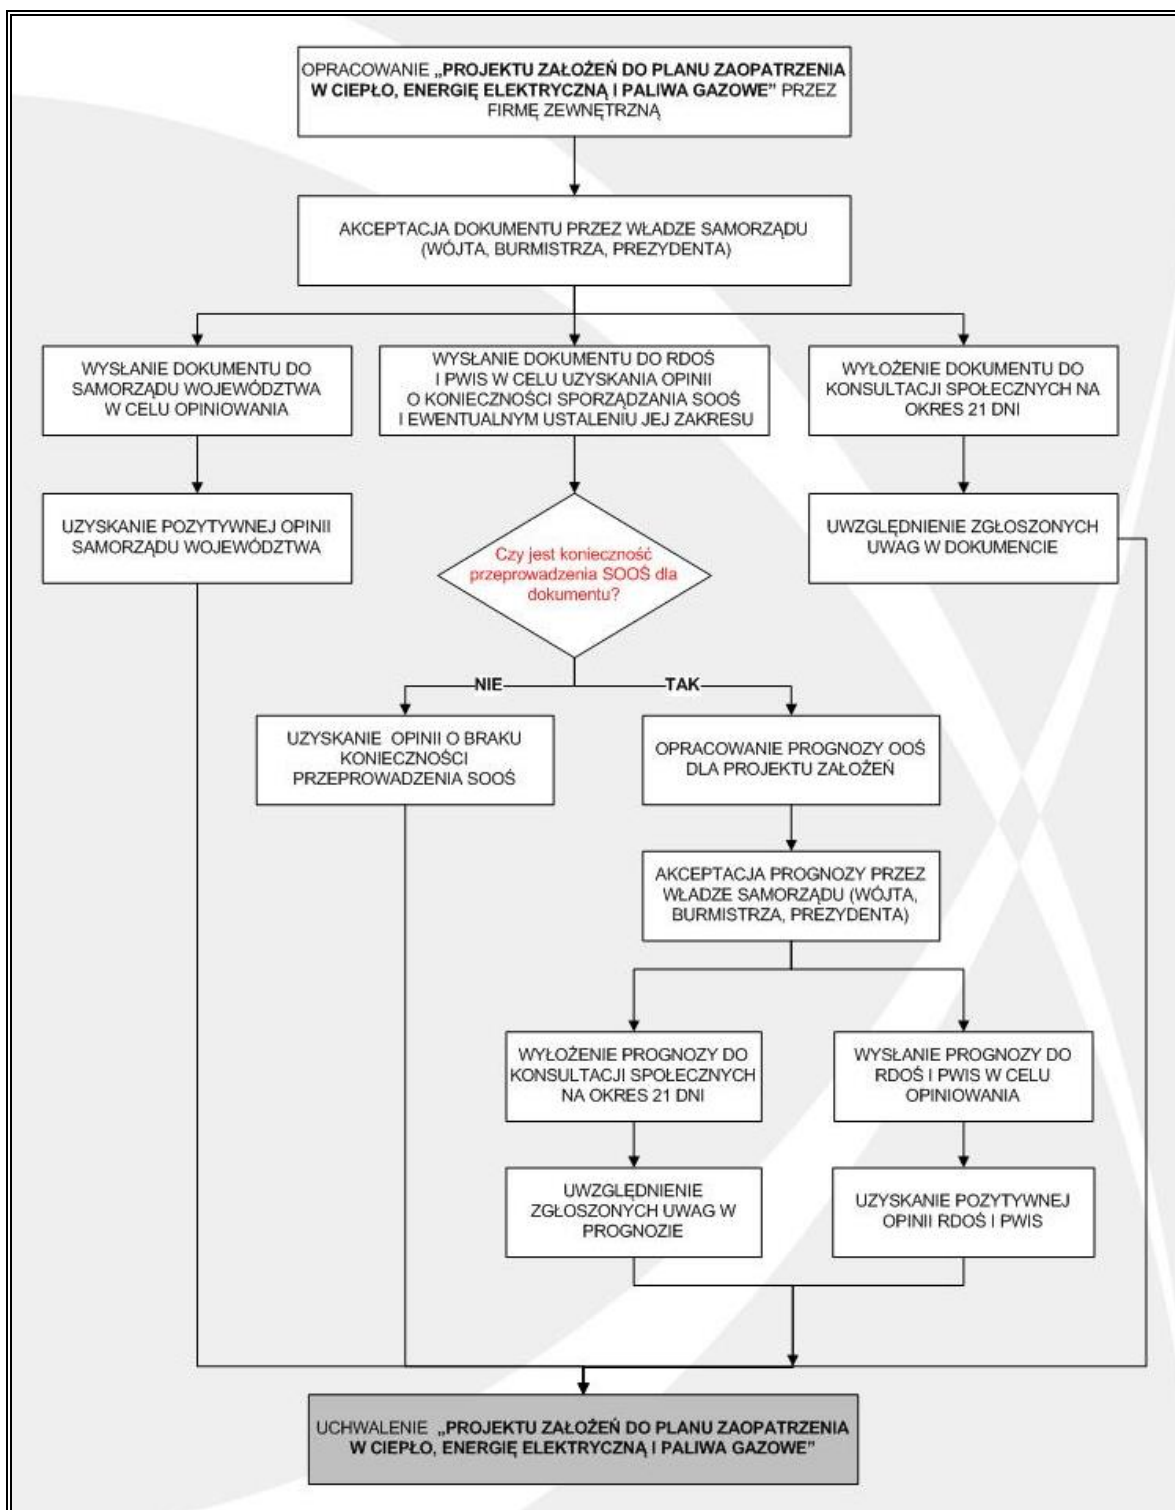 OPRACOWANIE „PROJEKTU ZAŁOŻEŃ DO PLANU ZAOPATRZENIA
W CIEPŁO, ENERGIĘ ELEKTRYCZNĄ I PALIWA GAZOWE” PRZEZ
FIRMĘ ZEWNĘTRZNĄ
AKCEPTACJA DOKUMENTU PRZEZ WŁADZE SAMORZĄDU
(WÓJTA, BURMISTRZA, PREZYDENTA)
WYSŁANIE DOKUMENTU DO
SAMORZĄDU WOJEWÓDZTWA
W CELU OPINIOWANIA
WYSŁANIE DOKUMENTU DO RDOŚ
I PWIS W CELU UZYSKANIA OPINII
O KONIECZNOŚCI SPORZĄDZANIA SOOŚ
I EWENTUALNYM USTALENIU JEJ ZAKRESU
WYŁOŻENIE DOKUMENTU DO
KONSULTACJI SPOŁECZNYCH NA
OKRES 21 DNI
UZYSKANIE POZYTYWNEJ OPINII
SAMORZĄDU WOJEWÓDZTWA
Czy jest konieczność
przeprowadzenia SOOŚ dla
dokumentu?
UWZGLĘDNIENIE ZGŁOSZONYCH
UWAG W DOKUMENCIE
NIE
TAK
UZYSKANIE OPINII O BRAKU
KONIECZNOŚCI
PRZEPROWADZENIA SOOŚ
OPRACOWANIE PROGNOZY OOŚ
DLA PROJEKTU ZAŁOŻEŃ
AKCEPTACJA PROGNOZY PRZEZ
WŁADZE SAMORZĄDU (WÓJTA,
BURMISTRZA, PREZYDENTA)
WYŁOŻENIE PROGNOZY DO
KONSULTACJI SPOŁECZNYCH
NA OKRES 21 DNI
WYSŁANIE PROGNOZY DO
RDOŚ I PWIS W CELU
OPINIOWANIA
UWZGLĘDNIENIE
ZGŁOSZONYCH UWAG W
PROGNOZIE
UZYSKANIE POZYTYWNEJ
OPINII RDOŚ I PWIS
UCHWALENIE „PROJEKTU ZAŁOŻEŃ DO PLANU ZAOPATRZENIA
W CIEPŁO, ENERGIĘ ELEKTRYCZNĄ I PALIWA GAZOWE”